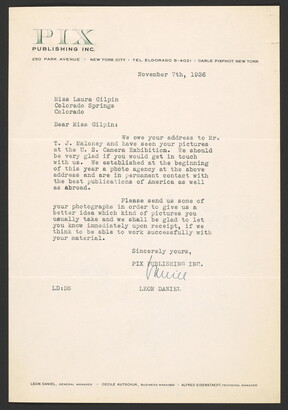 PIX
PUBLISHING INC.
250 PARK AVENUE · NEW YORK CITY · TEL. ELDORADO 5-4021 · CABLE PIXPHOT NEW YORK
November 7th, 1936
Miss Laura Gilpin
Colorado Springs
Colorado
Dear Miss Gilpin:
We owe your address to Mr.
T. J. Maloney and have seen your pictures
at the U. S. Camera Exhibition. We should
be very glad if you would get in touch
with us. We established at the beginning
of this year a photo agency at the above
address and are in permanent contact with
the best publications of America as well
as abroad.
Please send us some of
your photographs in order to give us a
better idea which kind of pictures you
usually take and we shall be glad to let
you know immediately upon receipt, if we
think to be able to work successfully with
your material.
Sincerely yours,
PIX PUBLISHING INC.
LD:DS LEON DANIEL
LEON DANIEL, GENERAL MANAGER · CECILE KUTSCHUK, BUSINESS MANAGER · ALFRED EISENSTAEDT, TECHNICAL MANAGER